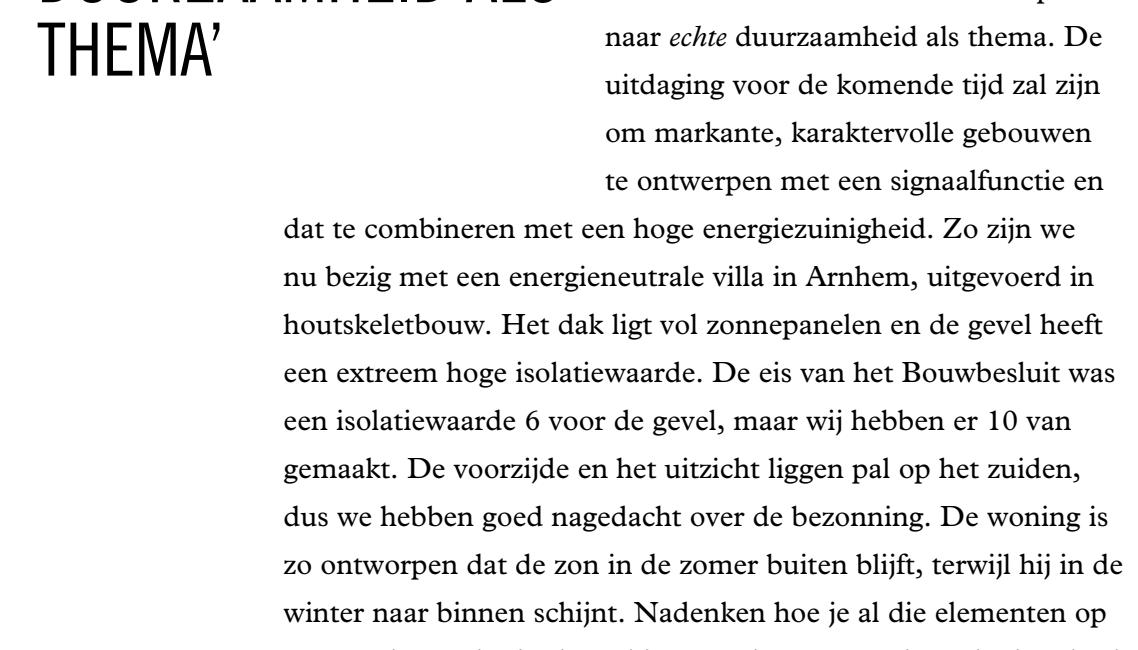 THEMA’
naar echte duurzaamheid als thema. De
uitdaging voor de komende tijd zal zijn
om markante, karaktervolle gebouwen
te ontwerpen met een signaalfunctie en
dat te combineren met een hoge energiezuinigheid. Zo zijn we
nu bezig met een energieneutrale villa in Arnhem, uitgevoerd in
houtskeletbouw. Het dak ligt vol zonnepanelen en de gevel heeft
een extreem hoge isolatiewaarde. De eis van het Bouwbesluit was
een isolatiewaarde 6 voor de gevel, maar wij hebben er 10 van
gemaakt. De voorzijde en het uitzicht liggen pal op het zuiden,
dus we hebben goed nagedacht over de bezonning. De woning is
zo ontworpen dat de zon in de zomer buiten blijft, terwijl hij in de
winter naar binnen schijnt. Nadenken hoe je al die elementen op